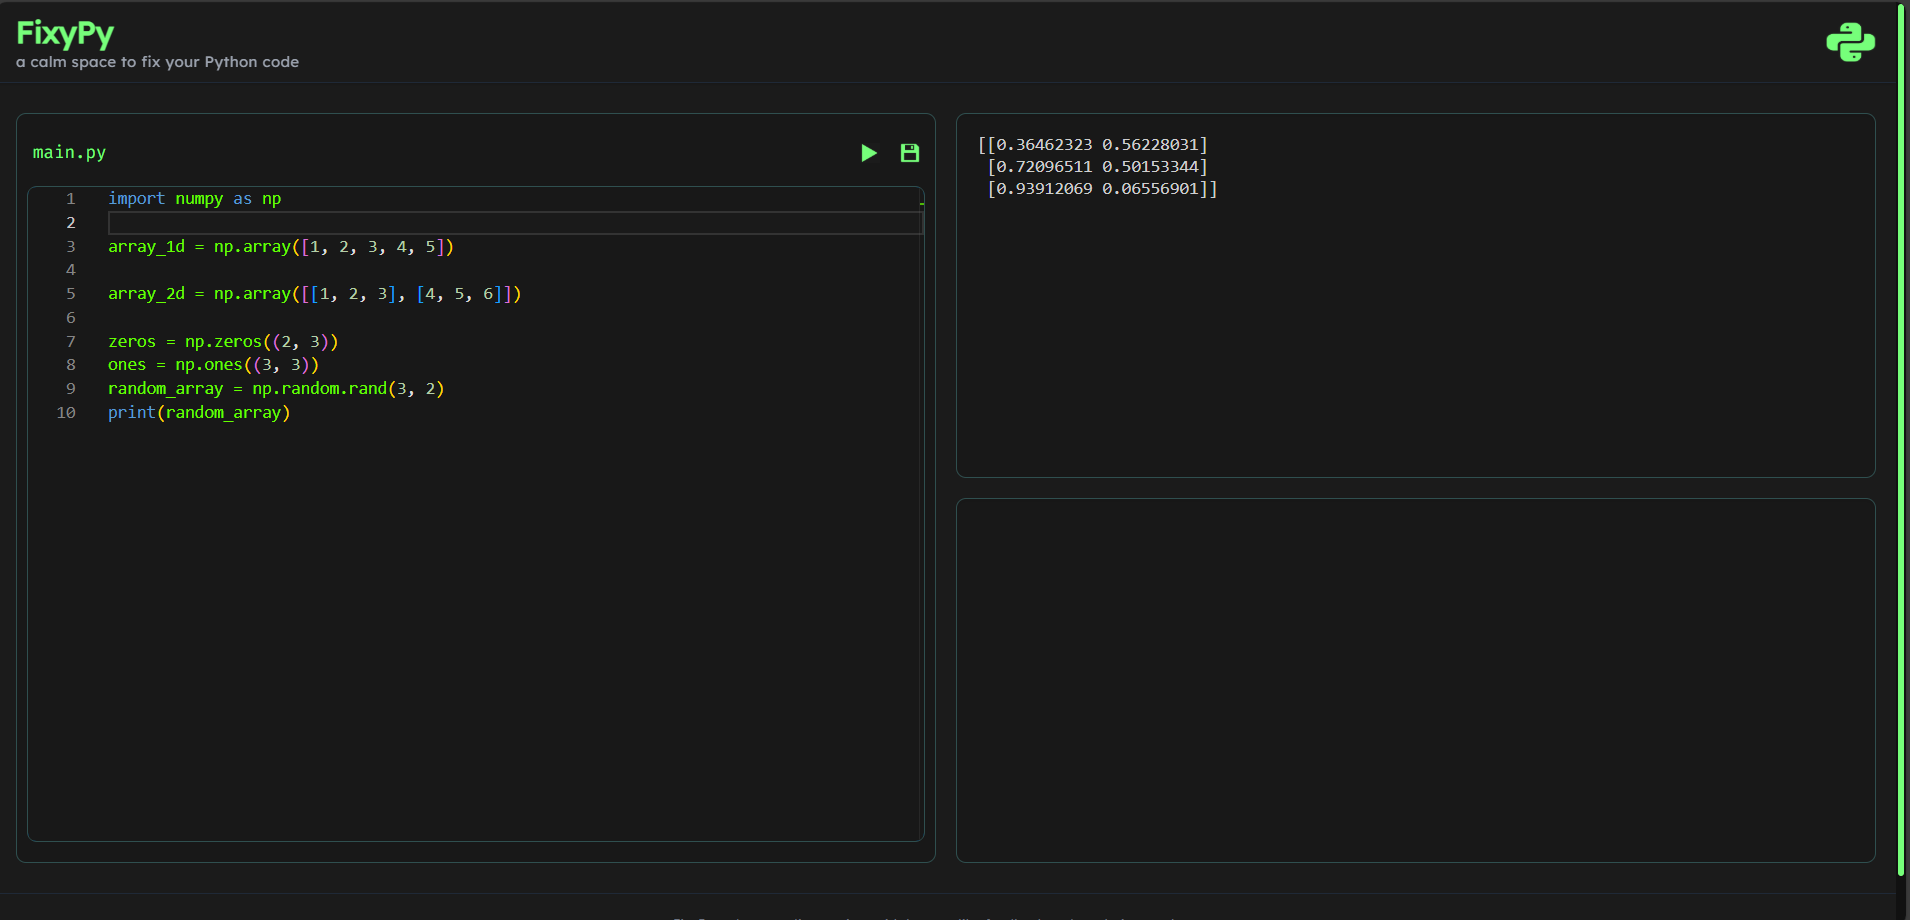 FixyPy
a calm space to fix your Python code
main.py
1 import numpy as np
2
3 array_1d = np.array([1, 2, 3, 4, 5])
4
5 array_2d = np.array([[1, 2, 3], [4, 5, 6]])
6
7 zeros = np.zeros((2, 3))
8 ones = np.ones((3, 3))
9 random_array = np.random.rand(3, 2)
10 print(random_array)
[[0.36462323 0.56228031]
 [0.72096511 0.50153344]
 [0.93912069 0.06556901]]